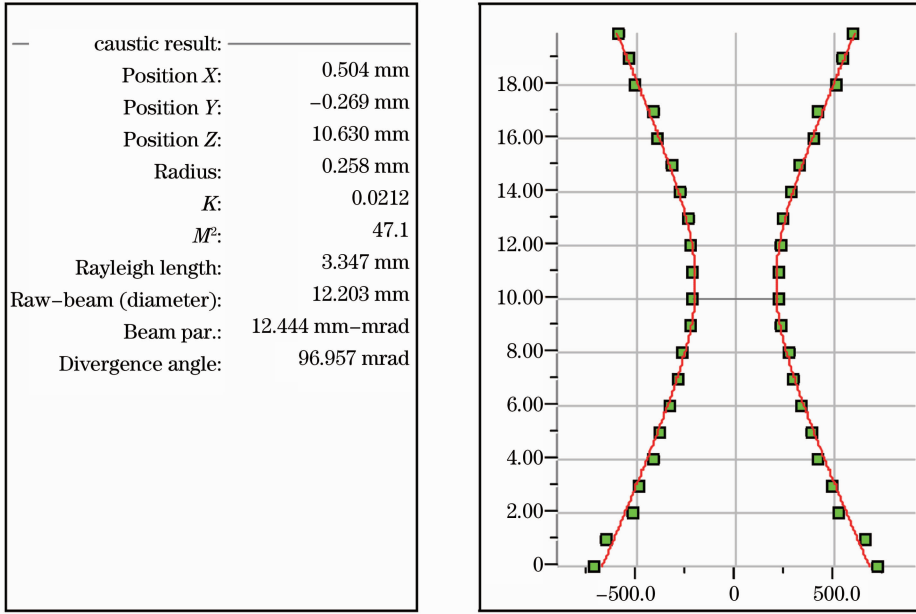 caustic result:
Position X: 0.504 mm
Position Y: −0.269 mm
Position Z: 10.630 mm
Radius: 0.258 mm
K: 0.0212
M²: 47.1
Rayleigh length: 3.347 mm
Raw−beam (diameter): 12.203 mm
Beam par.: 12.444 mm−mrad
Divergence angle: 96.957 mrad
18.00
16.00
14.00
12.00
10.00
8.00
6.00
4.00
2.00
0
−500.0 0 500.0